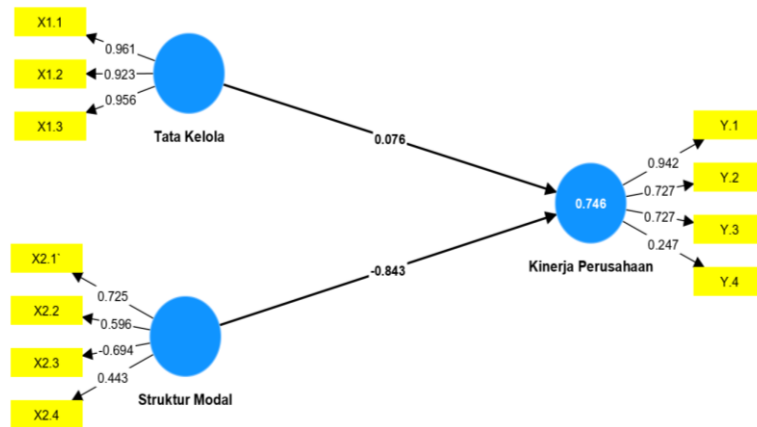 X1.1
0.961
X1.2
0.923
0.956
X1.3
Tata Kelola
0.076
Y.1
0.942
Y.2
0.727
0.746
0.727
Y.3
0.247
Kinerja Perusahaan
Y.4
-0.843
X2.1`
0.725
X2.2
0.596
-0.694
X2.3
0.443
Struktur Modal
X2.4